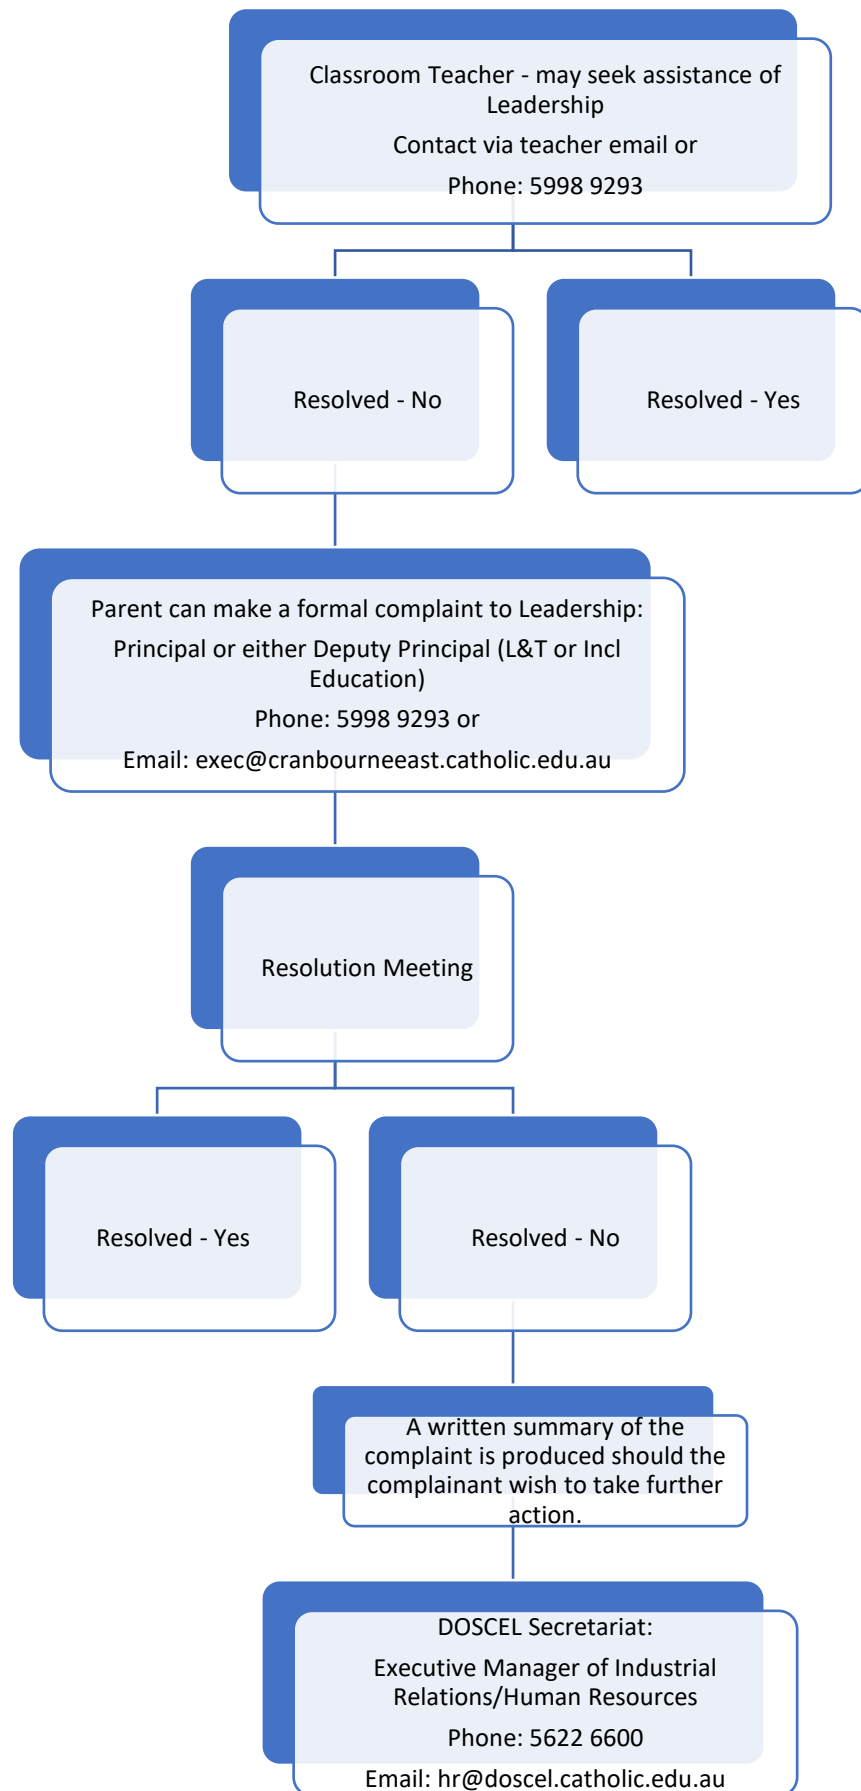 Classroom Teacher - may seek assistance of
Leadership
Contact via teacher email or
Phone: 5998 9293
Resolved - No
Resolved - Yes
Parent can make a formal complaint to Leadership:
Principal or either Deputy Principal (L&T or Incl
Education)
Phone: 5998 9293 or
Email: exec@cranbourneeast.catholic.edu.au
Resolution Meeting
Resolved - Yes
Resolved - No
A written summary of the
complaint is produced should the
complainant wish to take further
action.
DOSCEL Secretariat:
Executive Manager of Industrial
Relations/Human Resources
Phone: 5622 6600
Email: hr@doscel.catholic.edu.au